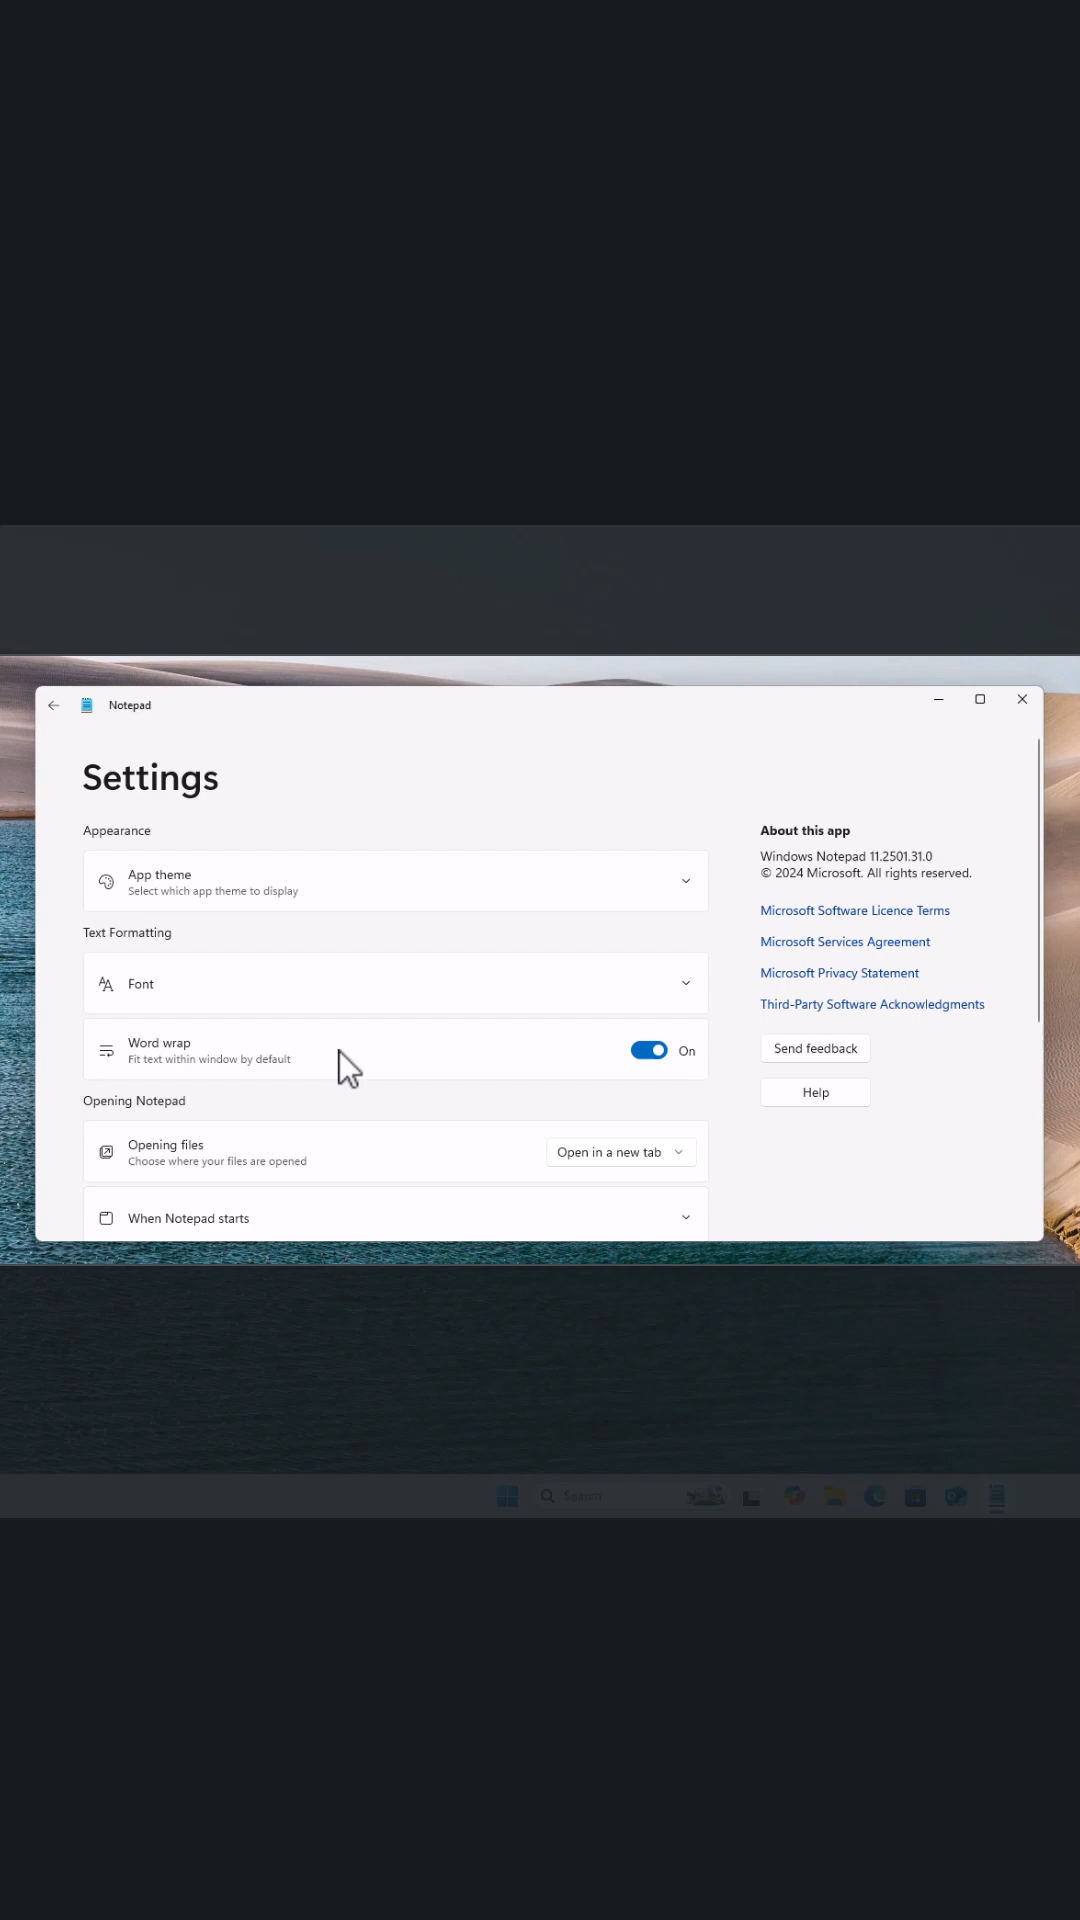 Notepad
Settings
Appearance
App theme
Select which app theme to display
Text Formatting
Font
Word wrap
Fit text within window by default
On
Opening Notepad
Opening files
Choose where your files are opened
Open in a new tab
When Notepad starts
About this app
Windows Notepad 11.2501.31.0
© 2024 Microsoft. All rights reserved.
Microsoft Software Licence Terms
Microsoft Services Agreement
Microsoft Privacy Statement
Third-Party Software Acknowledgments
Send feedback
Help
Search